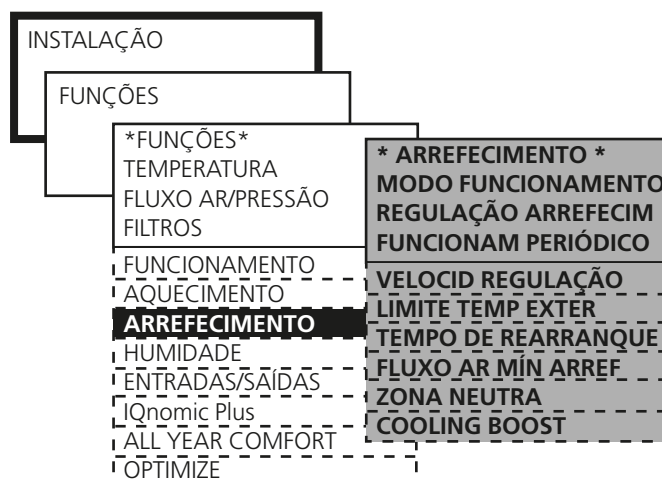 INSTALAÇÃO
FUNÇÕES
*FUNÇÕES*
TEMPERATURA
FLUXO AR/PRESSÃO
FILTROS
FUNCIONAMENTO
AQUECIMENTO
ARREFECIMENTO
HUMIDADE
ENTRADAS/SAÍDAS
IQnomic Plus
ALL YEAR COMFORT
OPTIMIZE
* ARREFECIMENTO *
MODO FUNCIONAMENTO
REGULAÇÃO ARREFECIM
FUNCIONAM PERIÓDICO
VELOCID REGULAÇÃO
LIMITE TEMP EXTER
TEMPO DE REARRANQUE
FLUXO AR MÍN ARREF
ZONA NEUTRA
COOLING BOOST